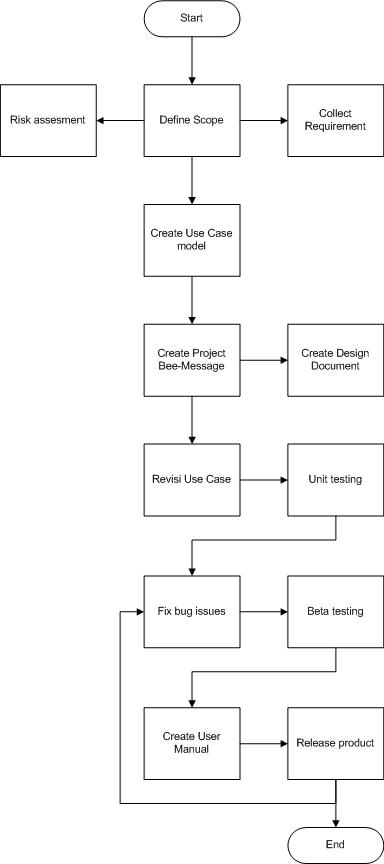 Start
Risk assesment
Define Scope
Collect
Requirement
Create Use Case
model
Create Project
Bee-Message
Create Design
Document
Revisi Use Case
Unit testing
Fix bug issues
Beta testing
Create User
Manual
Release product
End